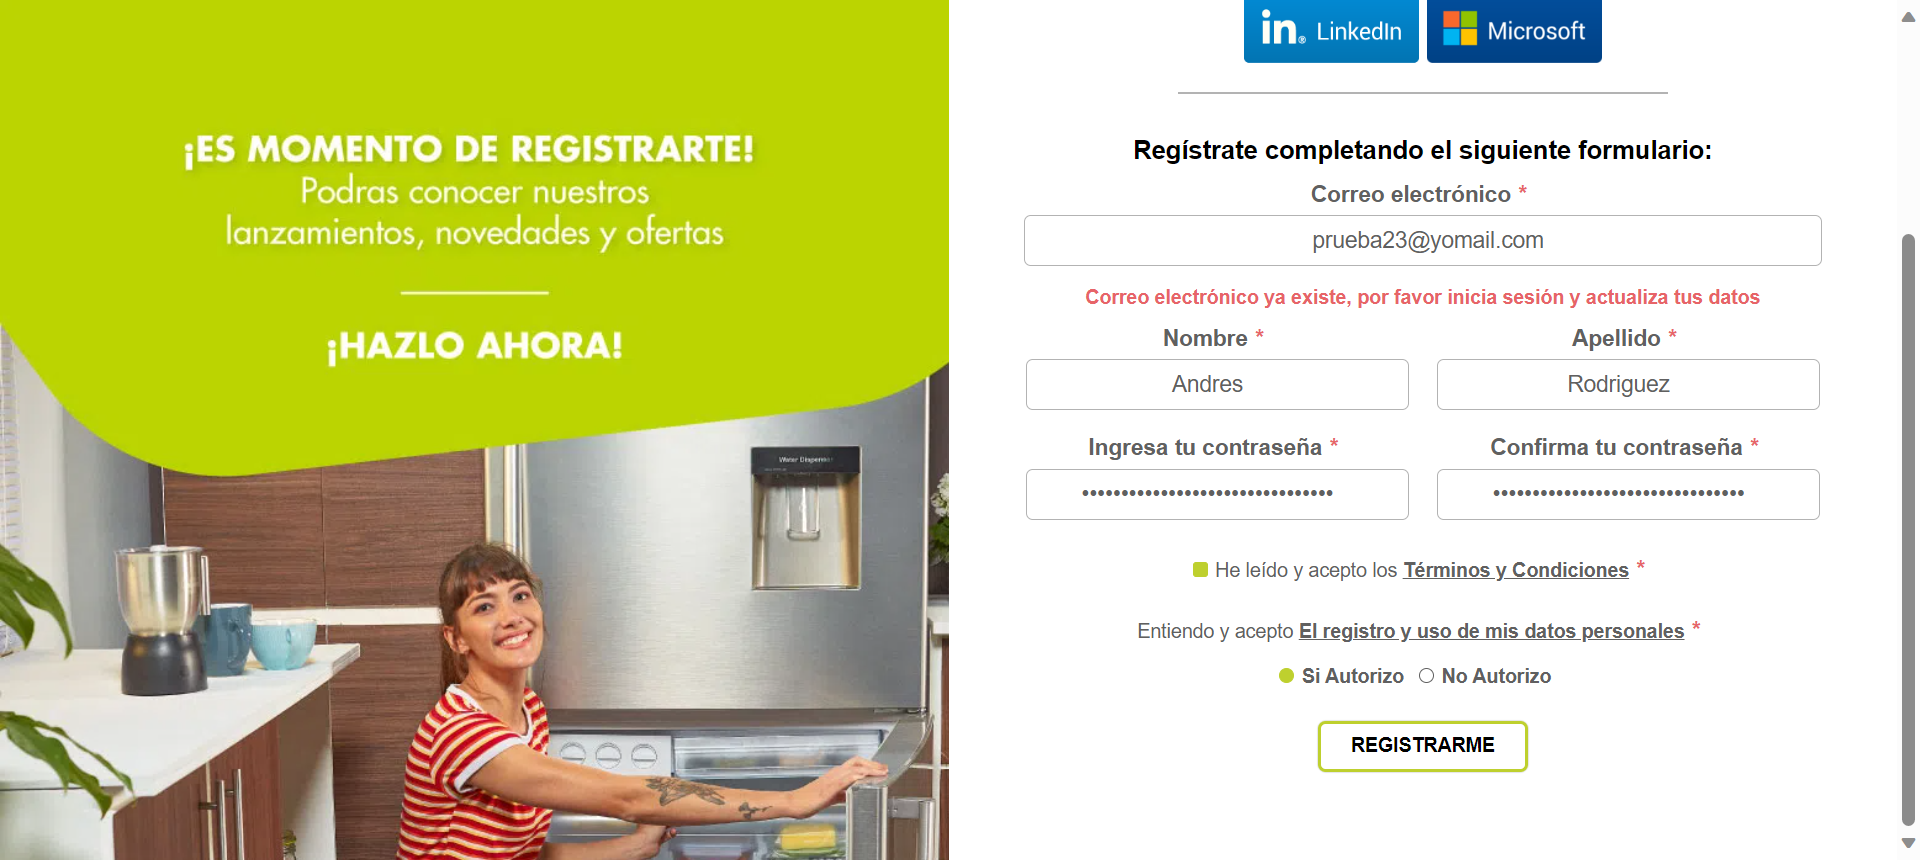 ¡ES MOMENTO DE REGISTRARTE!
Podras conocer nuestros
lanzamientos, novedades y ofertas
¡HAZLO AHORA!
Water Dispenser
in® LinkedIn
Microsoft
Regístrate completando el siguiente formulario:
Correo electrónico *
prueba23@yomail.com
Correo electrónico ya existe, por favor inicia sesión y actualiza tus datos
Nombre *
Apellido *
Andres
Rodriguez
Ingresa tu contraseña *
Confirma tu contraseña *
••••••••••••••••••••••••••••••••
••••••••••••••••••••••••••••••••
He leído y acepto los Términos y Condiciones *
Entiendo y acepto El registro y uso de mis datos personales *
Si Autorizo
No Autorizo
REGISTRARME